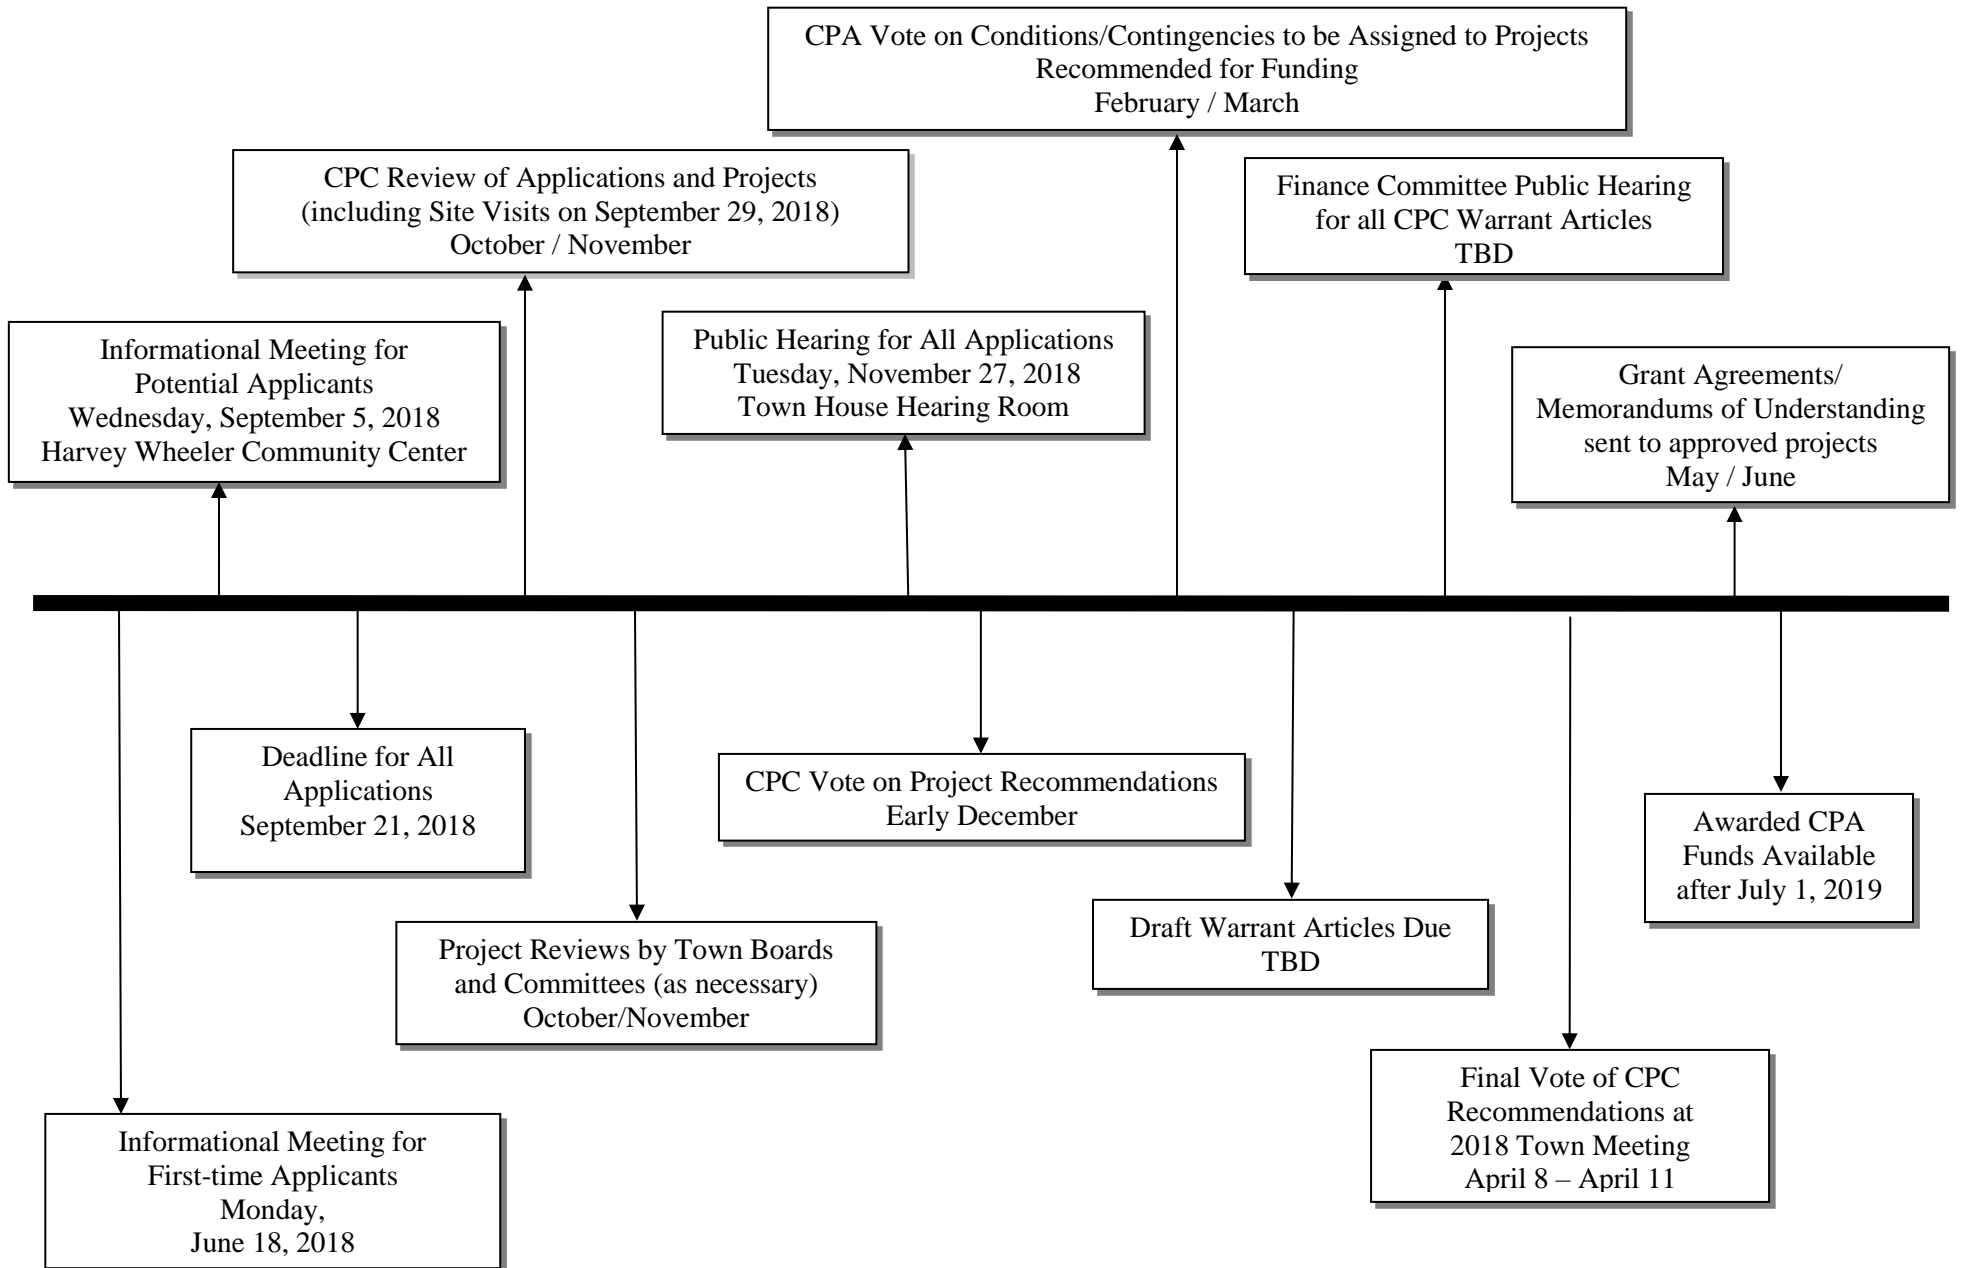 CPA Vote on Conditions/Contingencies to be Assigned to Projects
Recommended for Funding
February / March
CPC Review of Applications and Projects
(including Site Visits on September 29, 2018)
October / November
Finance Committee Public Hearing
for all CPC Warrant Articles
TBD
Informational Meeting for
Potential Applicants
Wednesday, September 5, 2018
Harvey Wheeler Community Center
Public Hearing for All Applications
Tuesday, November 27, 2018
Town House Hearing Room
Grant Agreements/
Memorandums of Understanding
sent to approved projects
May / June
Deadline for All
Applications
September 21, 2018
CPC Vote on Project Recommendations
Early December
Awarded CPA
Funds Available
after July 1, 2019
Project Reviews by Town Boards
and Committees (as necessary)
October/November
Draft Warrant Articles Due
TBD
Final Vote of CPC
Recommendations at
2018 Town Meeting
April 8 – April 11
Informational Meeting for
First-time Applicants
Monday,
June 18, 2018